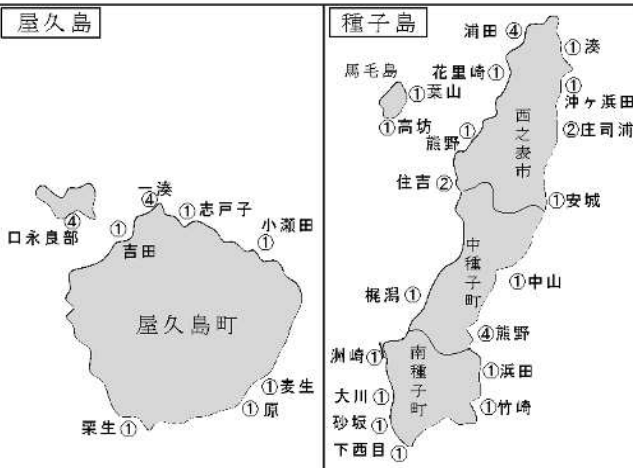 屋久島
一湊
④
①志戸子
小瀬田
①
④
口永良部
①
吉田
屋久島町
①麦生
①原
栗生①
種子島
浦田④
①湊
馬毛島
花里崎①
①葉山
①
沖ヶ浜田
①高坊
①
熊野
②庄司浦
西之表市
住吉②
①安城
中種子町
①中山
梶潟①
④熊野
洲崎①
南種子町
①浜田
大川①
①竹崎
砂坂①
下西目①